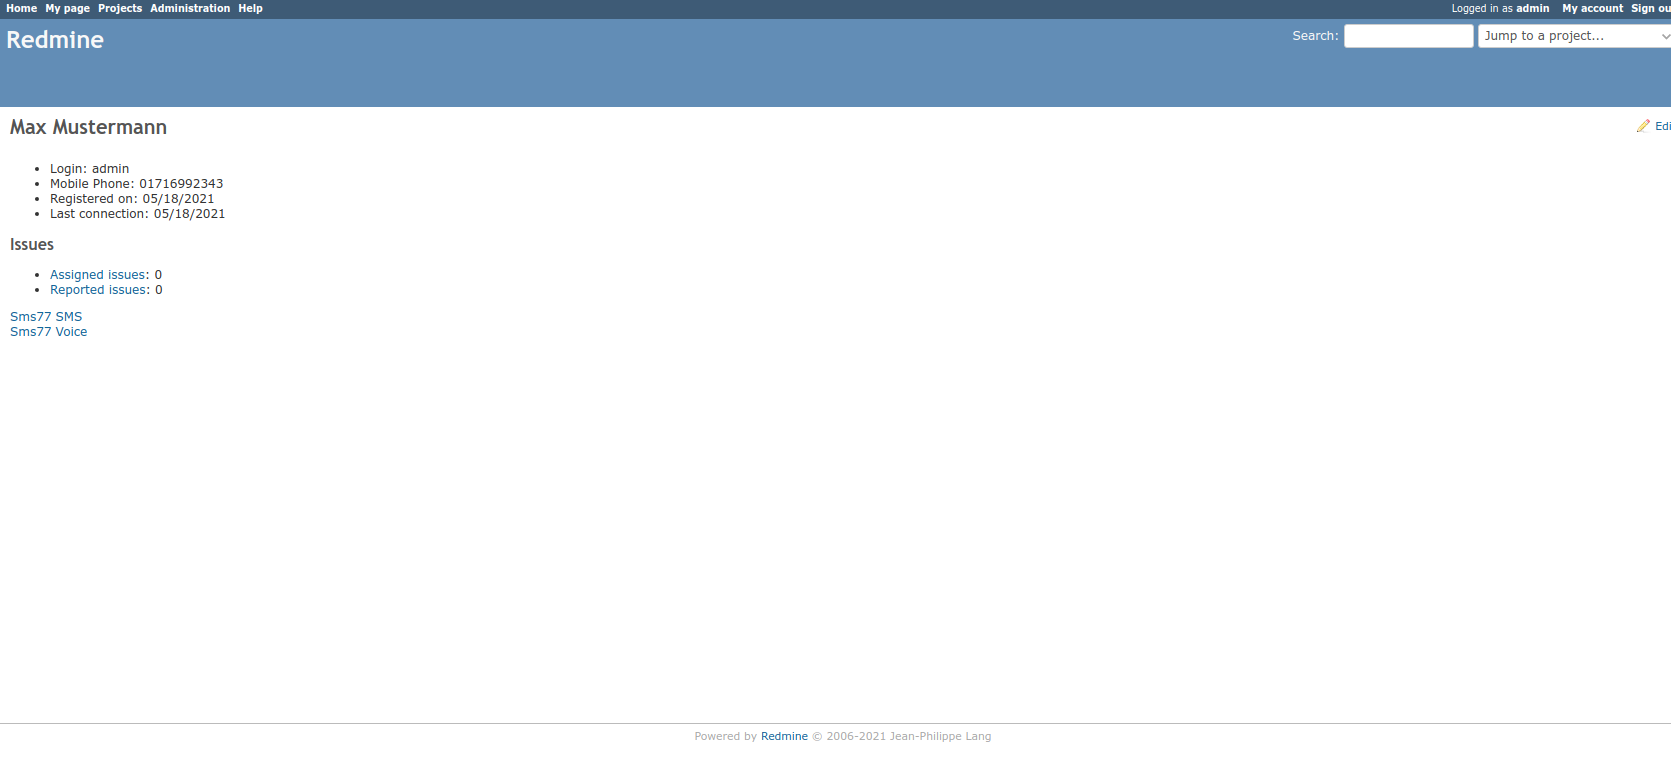 Home My page Projects Administration Help Logged in as admin My account Sign ou
Redmine Search: Jump to a project...
Max Mustermann Edi
Login: admin
Mobile Phone: 01716992343
Registered on: 05/18/2021
Last connection: 05/18/2021
Issues
Assigned issues: 0
Reported issues: 0
Sms77 SMS
Sms77 Voice
Powered by Redmine © 2006-2021 Jean-Philippe Lang